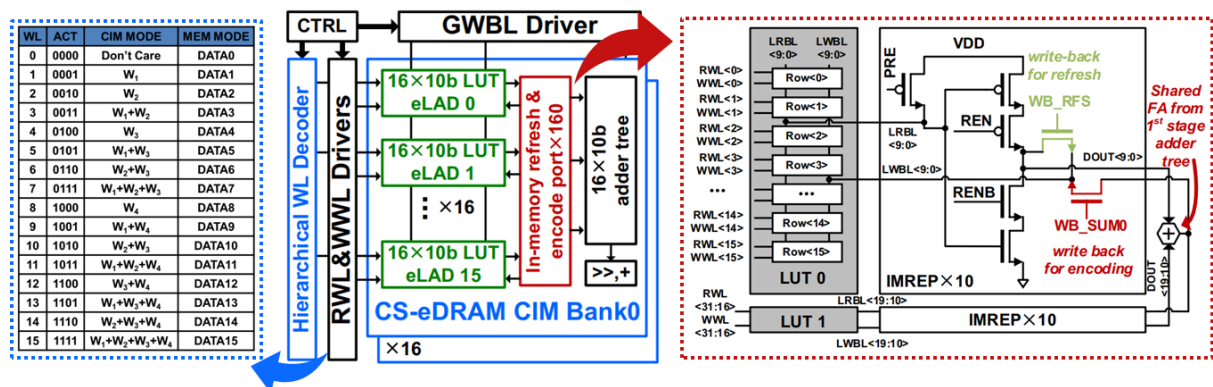 WL ACT CIM MODE MEM MODE
0 0000 Don't Care DATA0
1 0001 W1 DATA1
2 0010 W2 DATA2
3 0011 W1+W2 DATA3
4 0100 W3 DATA4
5 0101 W1+W3 DATA5
6 0110 W2+W3 DATA6
7 0111 W1+W2+W3 DATA7
8 1000 W4 DATA8
9 1001 W1+W4 DATA9
10 1010 W2+W3 DATA10
11 1011 W1+W2+W4 DATA11
12 1100 W3+W4 DATA12
13 1101 W1+W3+W4 DATA13
14 1110 W2+W3+W4 DATA14
15 1111 W1+W2+W3+W4 DATA15
CTRL
GWBL Driver
Hierarchical WL Decoder
RWL&WWL Drivers
16×10b LUT
eLAD 0
16×10b LUT
eLAD 1
×16
16×10b LUT
eLAD 15
In-memory refresh &
encode port×160
16×10b
adder tree
>>,+
CS-eDRAM CIM Bank0
×16
LRBL
<9:0>
LWBL
<9:0>
RWL<0>
WWL<0>
Row<0>
RWL<1>
WWL<1>
Row<1>
RWL<2>
WWL<2>
Row<2>
RWL<3>
WWL<3>
Row<3>
...
...
RWL<14>
WWL<14>
Row<14>
RWL<15>
WWL<15>
Row<15>
LUT 0
RWL
<31:16>
WWL
<31:16>
LUT 1
LRBL<19:10>
LWBL<19:10>
PRE
VDD
write-back
for refresh
WB_RFS
REN
LRBL
<9:0>
LWBL<9:0>
DOUT<9:0>
RENB
WB_SUM0
write back
for encoding
IMREP×10
IMREP×10
DOUT
<19:10>
+
Shared
FA from
1st stage
adder
tree